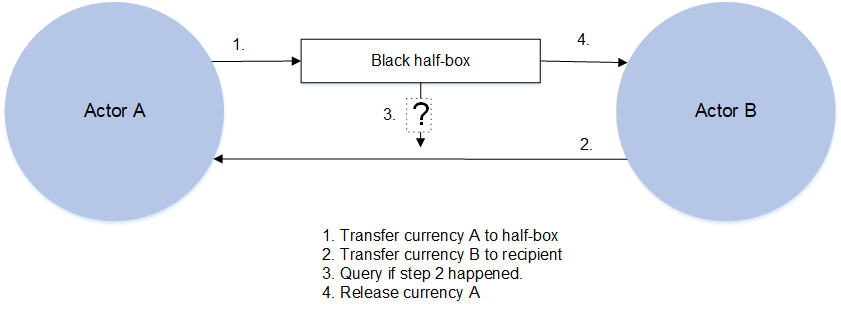 1.
4.
Black half-box
Actor A
3. ?
Actor B
2.
1. Transfer currency A to half-box
2. Transfer currency B to recipient
3. Query if step 2 happened.
4. Release currency A